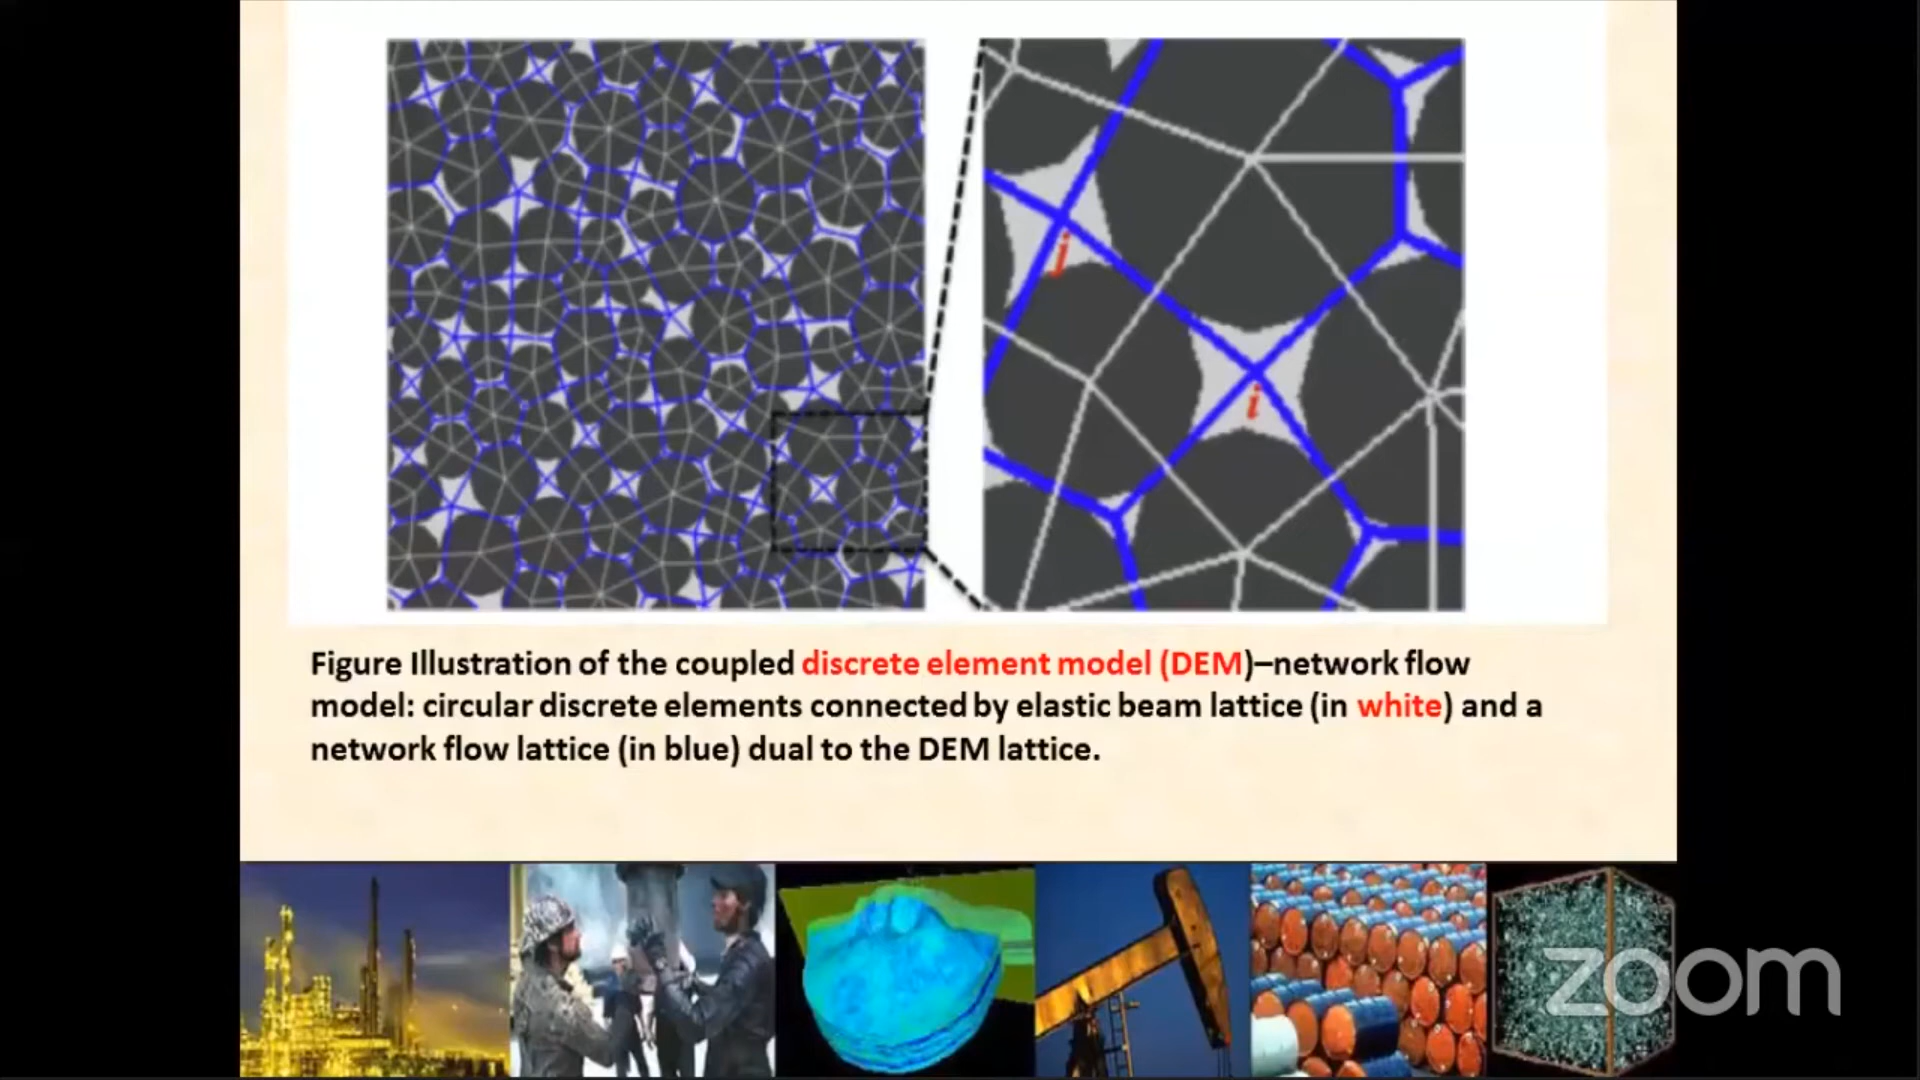 j
i
Figure Illustration of the coupled discrete element model (DEM)–network flow
model: circular discrete elements connected by elastic beam lattice (in white) and a
network flow lattice (in blue) dual to the DEM lattice.
zoom